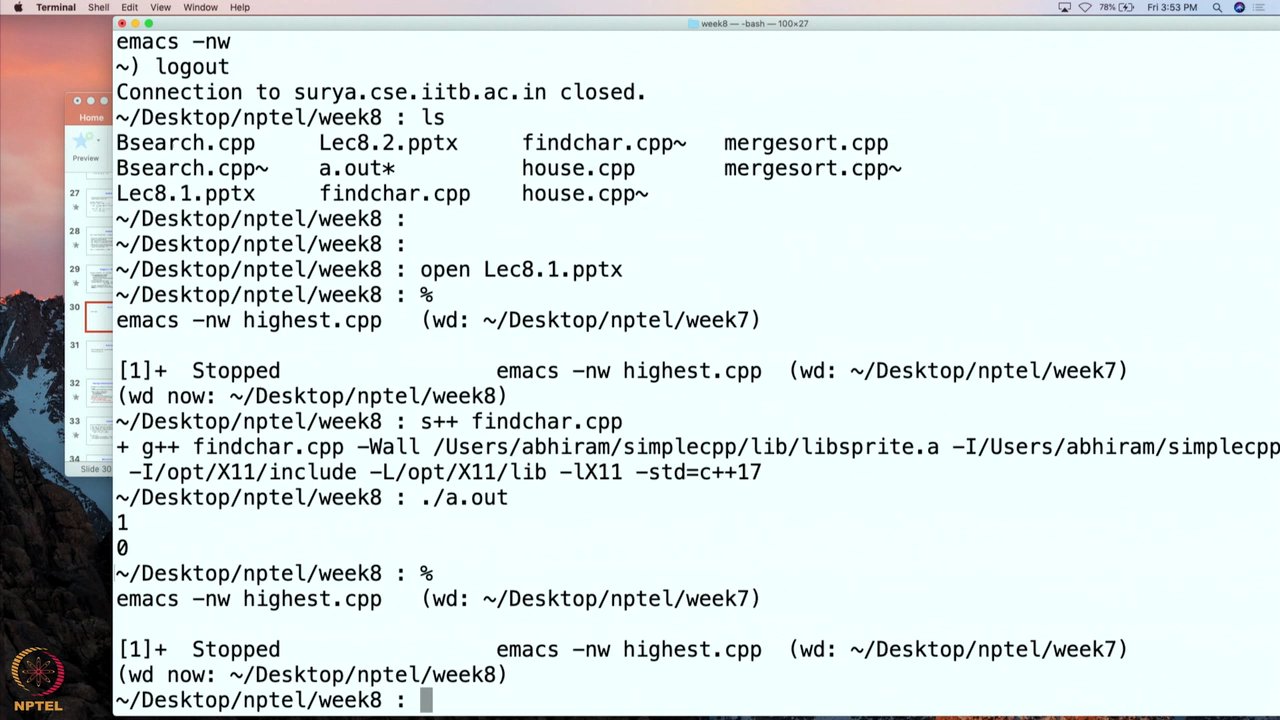 Terminal Shell Edit View Window Help 78% Fri 3:53 PM
week8 — -bash — 100×27
emacs -nw
~) logout
Connection to surya.cse.iitb.ac.in closed.
~/Desktop/nptel/week8 : ls
Bsearch.cpp Lec8.2.pptx findchar.cpp~ mergesort.cpp
Bsearch.cpp~ a.out* house.cpp mergesort.cpp~
Lec8.1.pptx findchar.cpp house.cpp~
~/Desktop/nptel/week8 :
~/Desktop/nptel/week8 :
~/Desktop/nptel/week8 : open Lec8.1.pptx
~/Desktop/nptel/week8 : %
emacs -nw highest.cpp (wd: ~/Desktop/nptel/week7)
[1]+ Stopped emacs -nw highest.cpp (wd: ~/Desktop/nptel/week7)
(wd now: ~/Desktop/nptel/week8)
~/Desktop/nptel/week8 : s++ findchar.cpp
+ g++ findchar.cpp -Wall /Users/abhiram/simplecpp/lib/libsprite.a -I/Users/abhiram/simplecpp
-I/opt/X11/include -L/opt/X11/lib -lX11 -std=c++17
~/Desktop/nptel/week8 : ./a.out
1
0
~/Desktop/nptel/week8 : %
emacs -nw highest.cpp (wd: ~/Desktop/nptel/week7)
[1]+ Stopped emacs -nw highest.cpp (wd: ~/Desktop/nptel/week7)
(wd now: ~/Desktop/nptel/week8)
~/Desktop/nptel/week8 :
Home
Preview
27
28
29
30
31
32
33
34
Slide 30
NPTEL